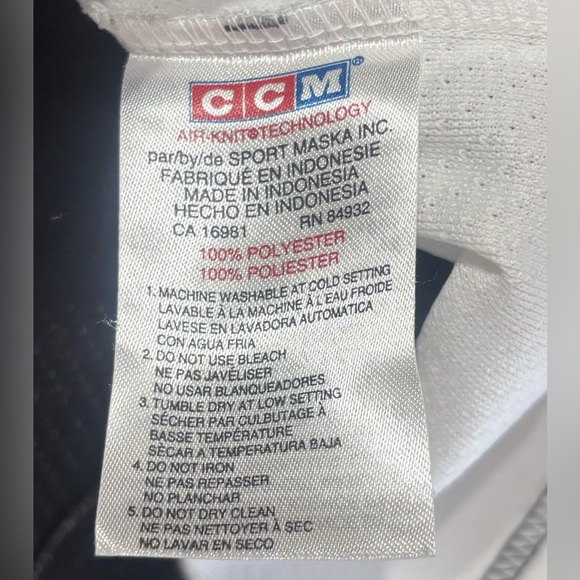 CCM®
AIR-KNIT®TECHNOLOGY
par/by/de SPORT MASKA INC.
FABRIQUÉ EN INDONESIE
MADE IN INDONESIA
HECHO EN INDONESIA
CA 16981 RN 84932
100% POLYESTER
100% POLIESTER
1. MACHINE WASHABLE AT COLD SETTING
LAVABLE À LA MACHINE À L'EAU FROIDE
LAVESE EN LAVADORA AUTOMATICA
CON AGUA FRIA
2. DO NOT USE BLEACH
NE PAS JAVÉLISER
NO USAR BLANQUEADORES
3. TUMBLE DRY AT LOW SETTING
SÉCHER PAR CULBUTAGE À
BASSE TEMPÉRATURE
SÉCAR A TEMPERATURA BAJA
4. DO NOT IRON
NE PAS REPASSER
NO PLANCHAR
5. DO NOT DRY CLEAN
NE PAS NETTOYER À SEC
NO LAVAR EN SECO